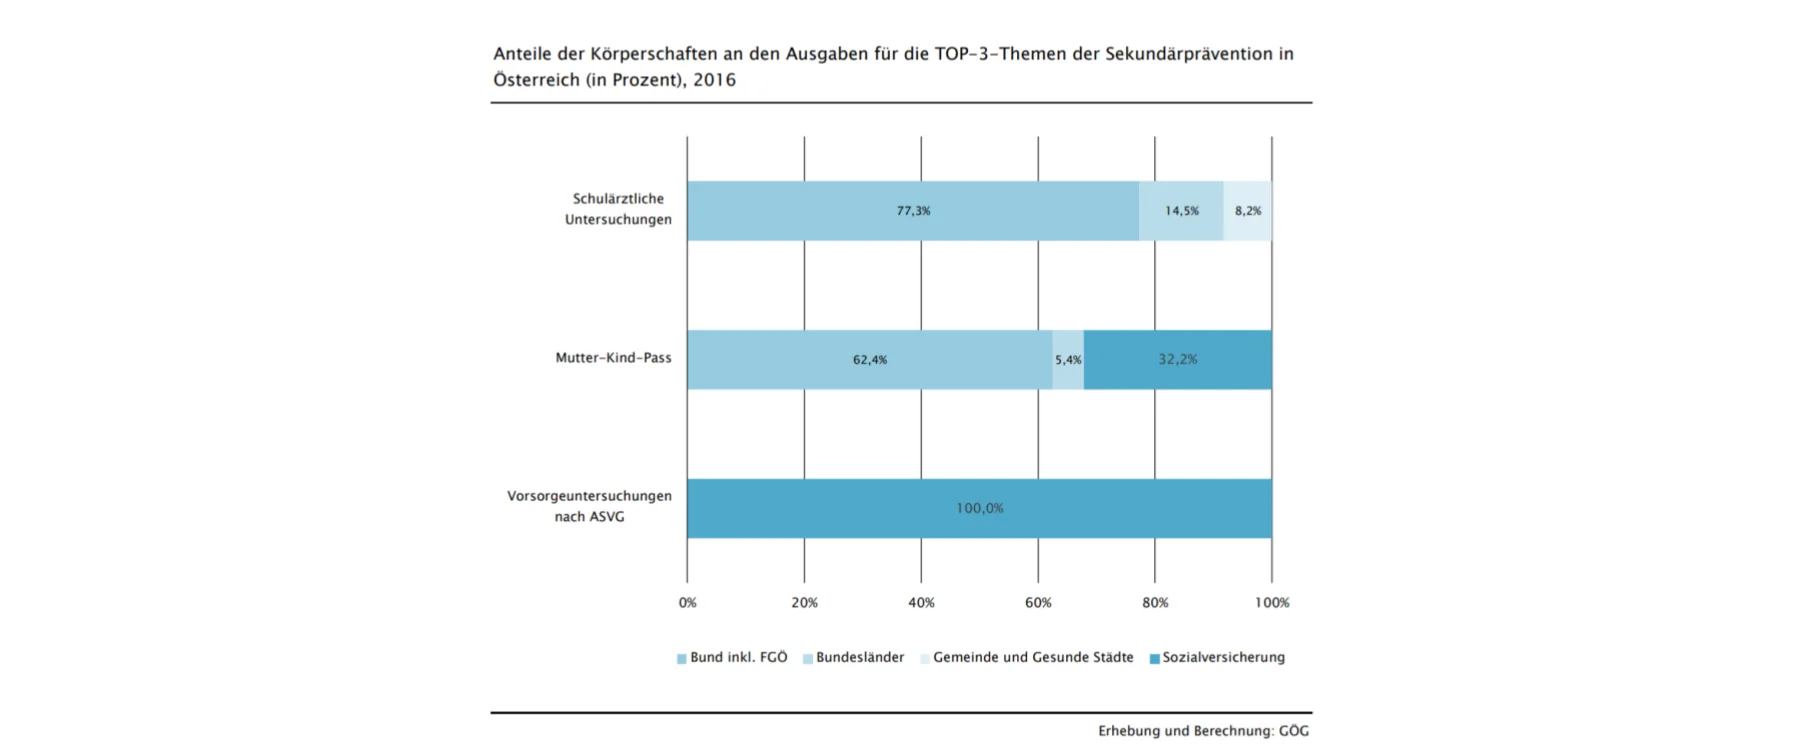 Anteile der Körperschaften an den Ausgaben für die TOP-3-Themen der Sekundärprävention in
Österreich (in Prozent), 2016
Schulärztliche
Untersuchungen
77,3%
14,5%
8,2%
Mutter-Kind-Pass
62,4%
5,4%
32,2%
Vorsorgeuntersuchungen
nach ASVG
100,0%
0%
20%
40%
60%
80%
100%
Bund inkl. FGÖ
Bundesländer
Gemeinde und Gesunde Städte
Sozialversicherung
Erhebung und Berechnung: GÖG